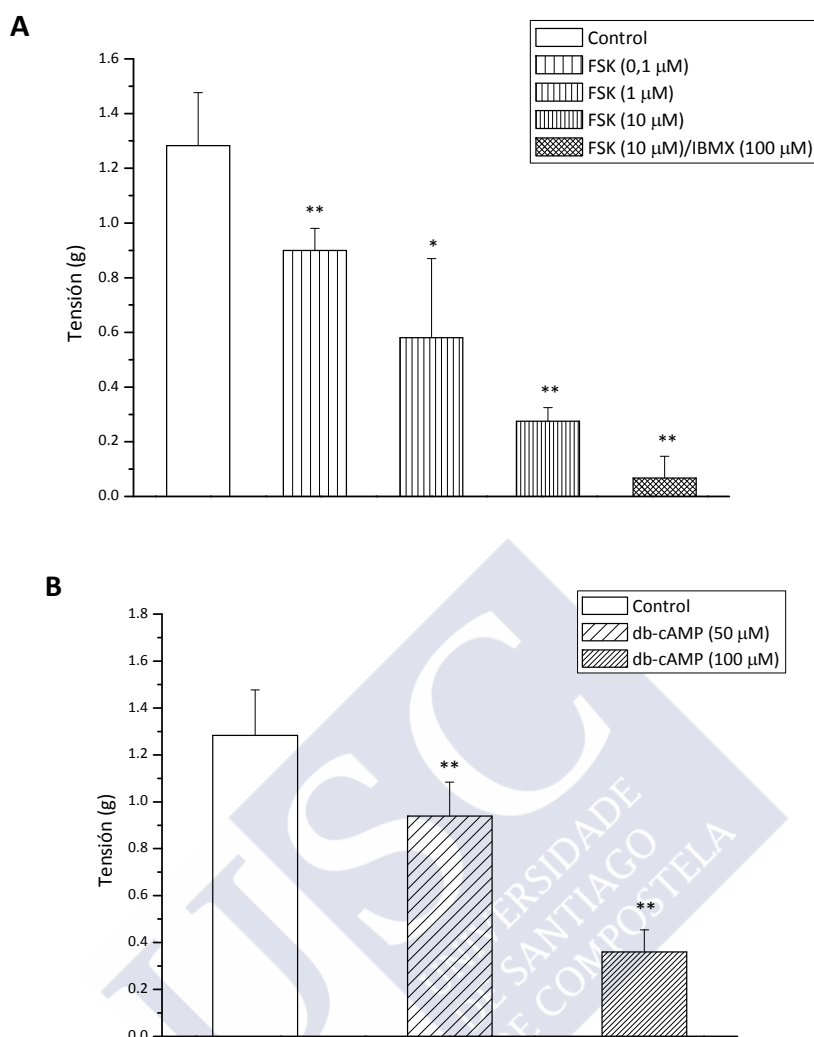 A
Control
FSK (0,1 μM)
FSK (1 μM)
FSK (10 μM)
FSK (10 μM)/IBMX (100 μM)
1.6
1.4
1.2
1.0
0.8
0.6
0.4
0.2
0.0
Tensión (g)
**
*
**
**
B
Control
db-cAMP (50 μM)
db-cAMP (100 μM)
1.8
1.6
1.4
1.2
1.0
0.8
0.6
0.4
0.2
0.0
Tensión (g)
**
**
USC
UNIVERSIDADE
DE SANTIAGO
DE COMPOSTELA